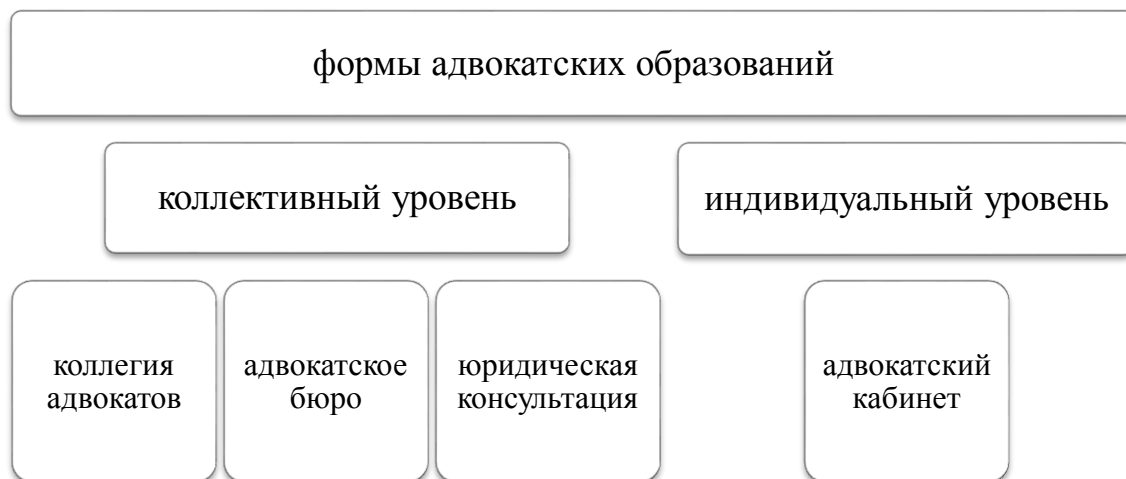 формы адвокатских образований
коллективный уровень
индивидуальный уровень
коллегия
адвокатов
адвокатское
бюро
юридическая
консультация
адвокатский
кабинет